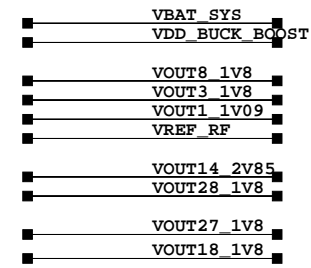 VBAT_SYS
VDD_BUCK_BOOST
VOUT8_1V8
VOUT3_1V8
VOUT1_1V09
VREF_RF
VOUT14_2V85
VOUT28_1V8
VOUT27_1V8
VOUT18_1V8